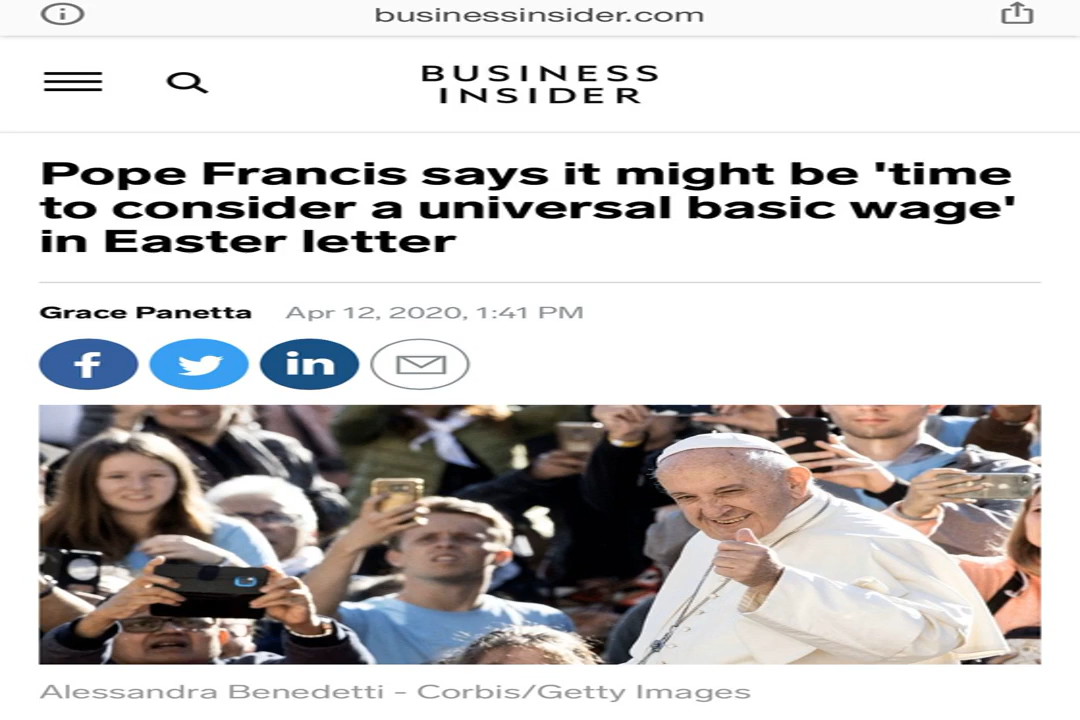 businessinsider.com
BUSINESS
INSIDER
Pope Francis says it might be 'time
to consider a universal basic wage'
in Easter letter
Grace Panetta Apr 12, 2020, 1:41 PM
f in
Alessandra Benedetti - Corbis/Getty Images